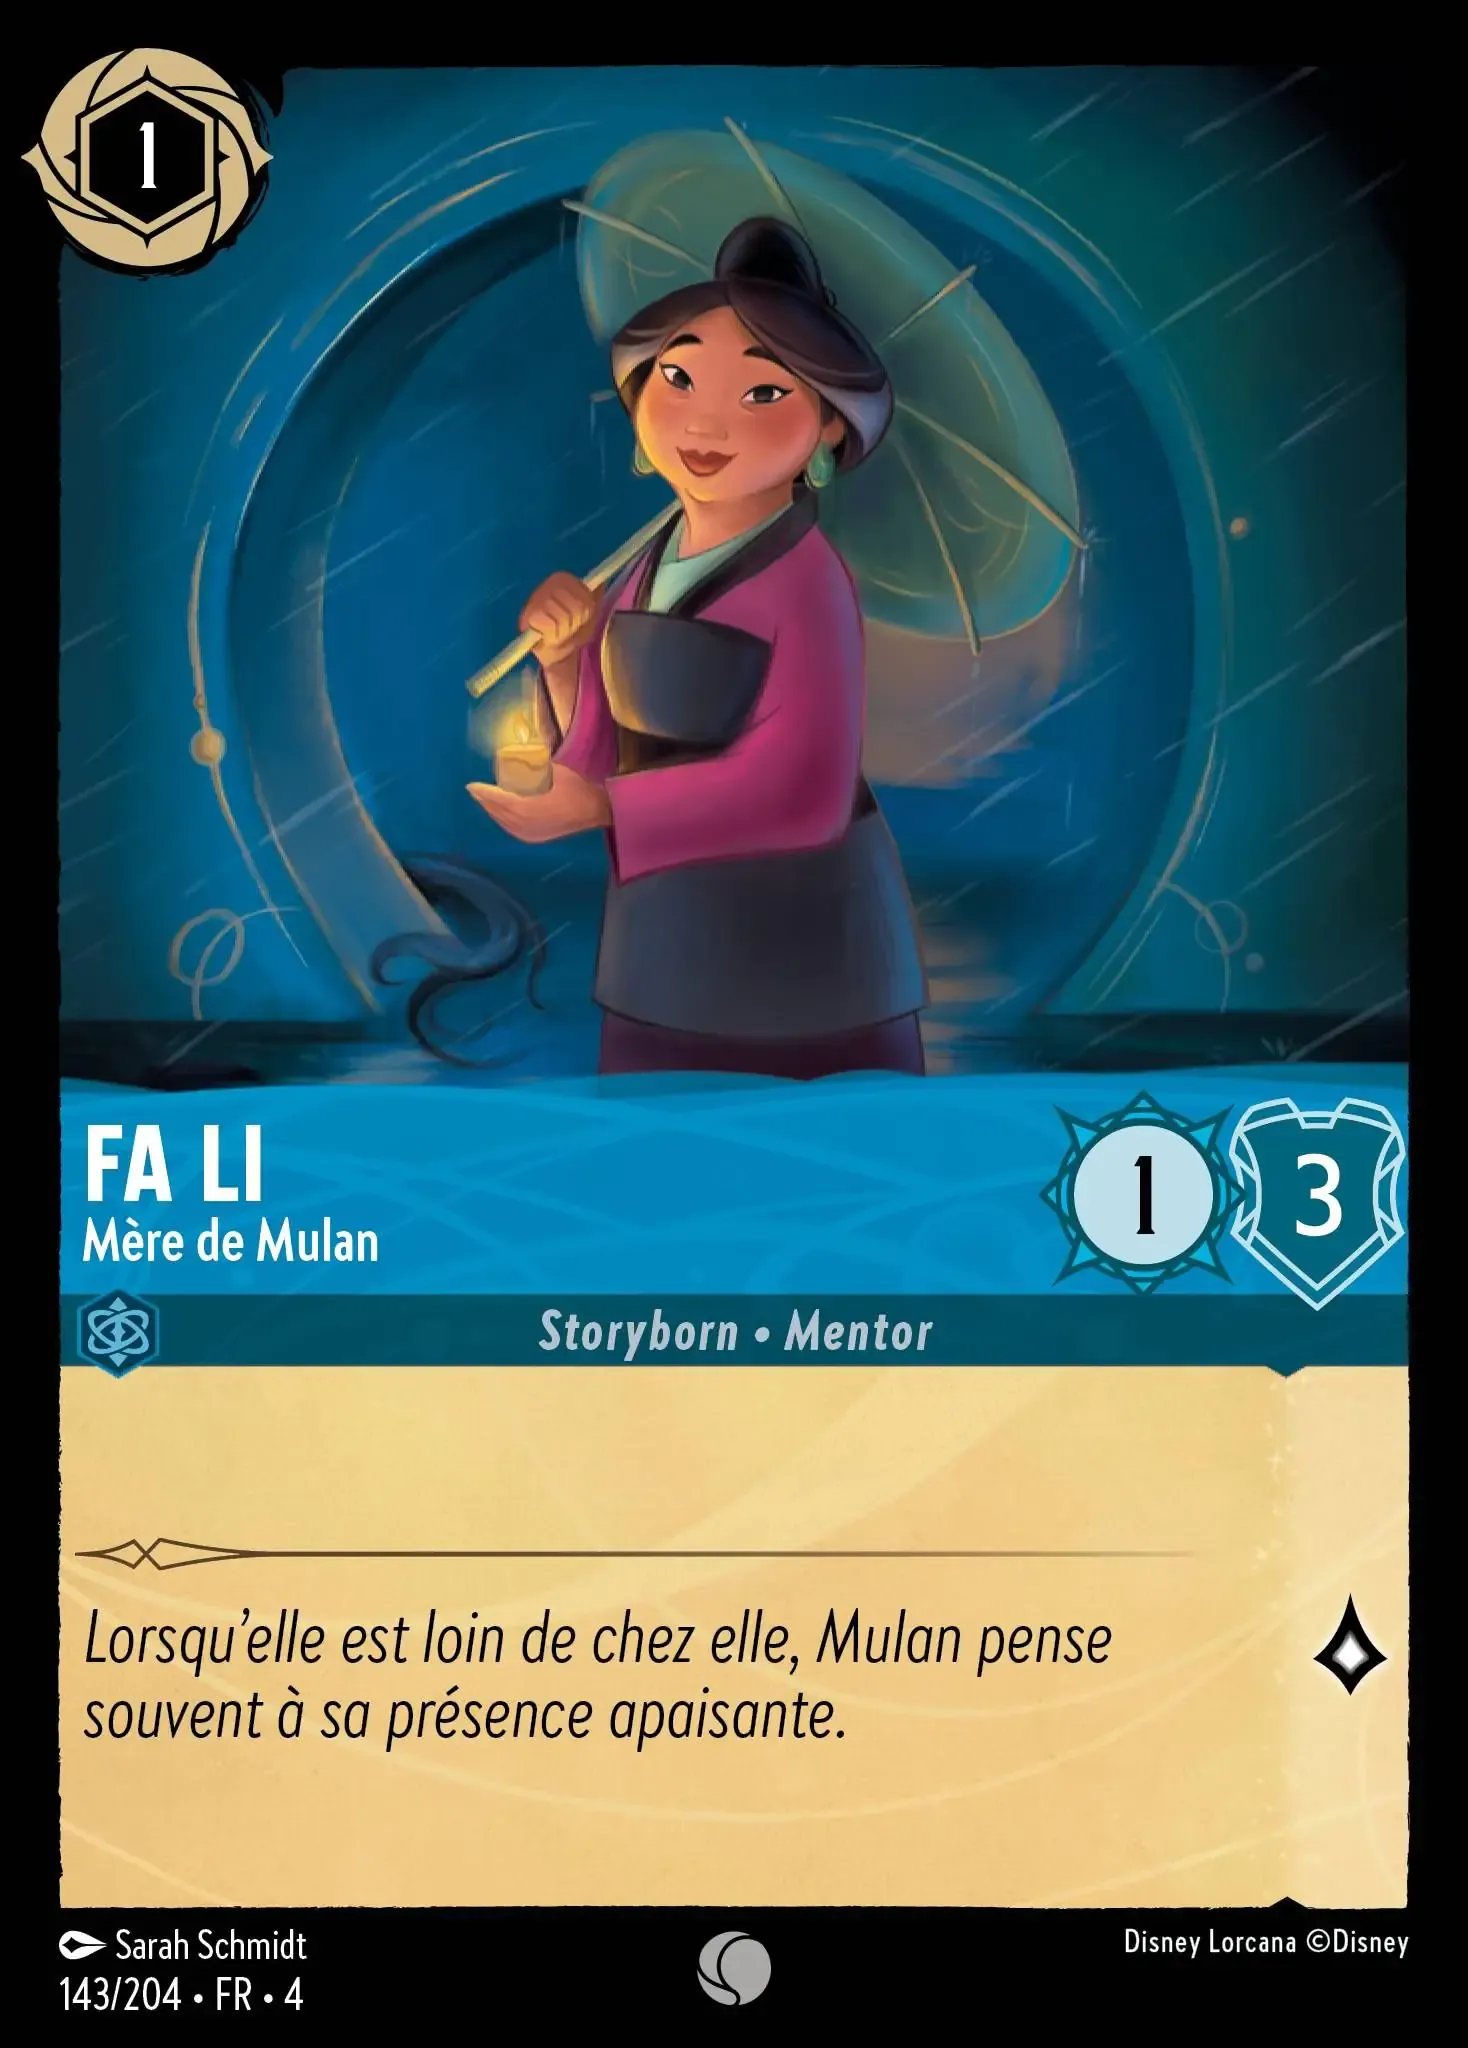 1
FA LI
Mère de Mulan
1
3
Storyborn • Mentor
Lorsqu’elle est loin de chez elle, Mulan pense
souvent à sa présence apaisante.
Sarah Schmidt
Disney Lorcana ©Disney
143/204 • FR • 4